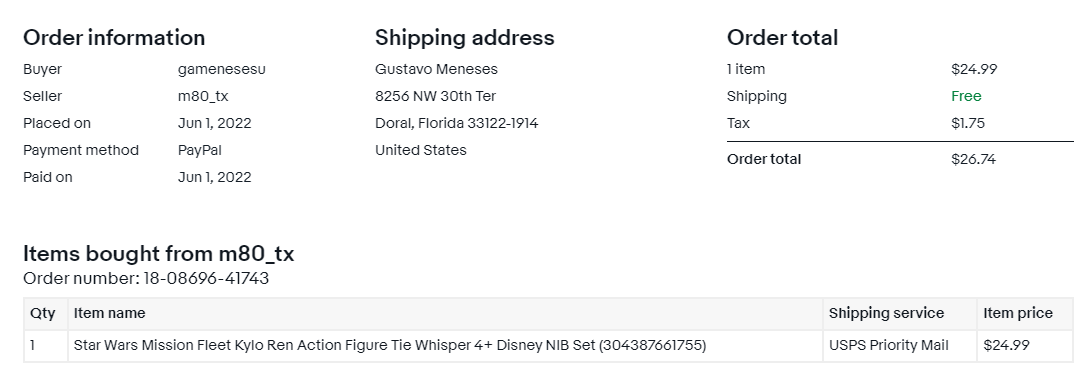 Order information
Buyer gamenesesu
Seller m80_tx
Placed on Jun 1, 2022
Payment method PayPal
Paid on Jun 1, 2022
Shipping address
Gustavo Meneses
8256 NW 30th Ter
Doral, Florida 33122-1914
United States
Order total
1 item $24.99
Shipping Free
Tax $1.75
Order total $26.74
Items bought from m80_tx
Order number: 18-08696-41743
Qty Item name Shipping service Item price
1 Star Wars Mission Fleet Kylo Ren Action Figure Tie Whisper 4+ Disney NIB Set (304387661755) USPS Priority Mail $24.99